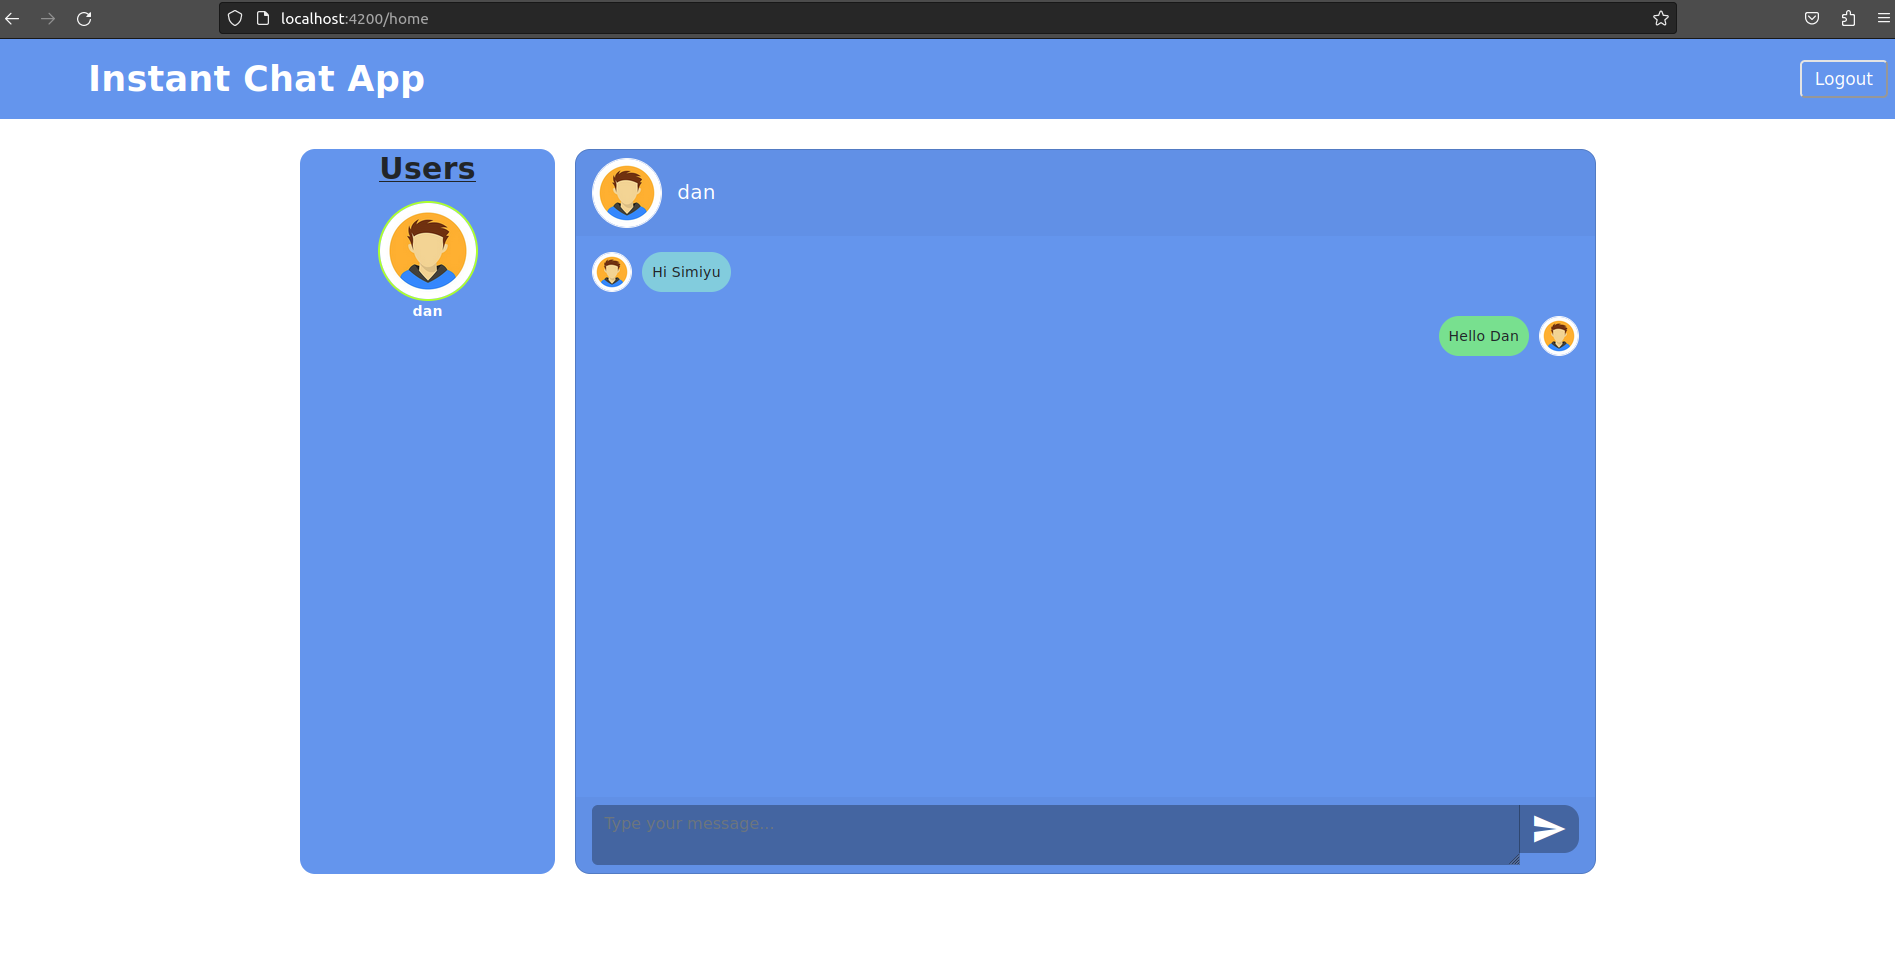 localhost:4200/home
Instant Chat App
Logout
Users
dan
dan
Hi Simiyu
Hello Dan
Type your message...